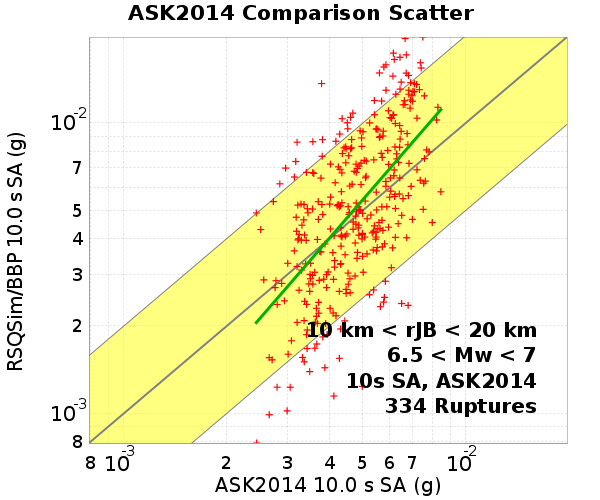 ASK2014 Comparison Scatter
RSQSim/BBP 10.0 s SA (g)
10-2
7
5
4
3
2
10-3
8
10 km < rJB < 20 km
6.5 < Mw < 7
10s SA, ASK2014
334 Ruptures
8 10-3 2 3 4 5 6 7 10-2
ASK2014 10.0 s SA (g)